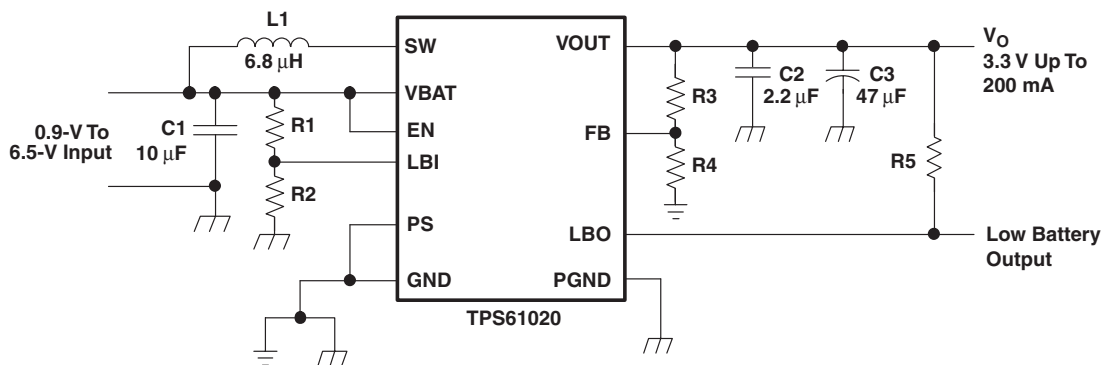 L1
6.8 µH
SW
VOUT
V_O
3.3 V Up To
200 mA
VBAT
R3
C2
2.2 µF
C3
47 µF
0.9-V To
6.5-V Input
C1
10 µF
R1
EN
FB
LBI
R4
R5
R2
PS
LBO
Low Battery
Output
GND
PGND
TPS61020